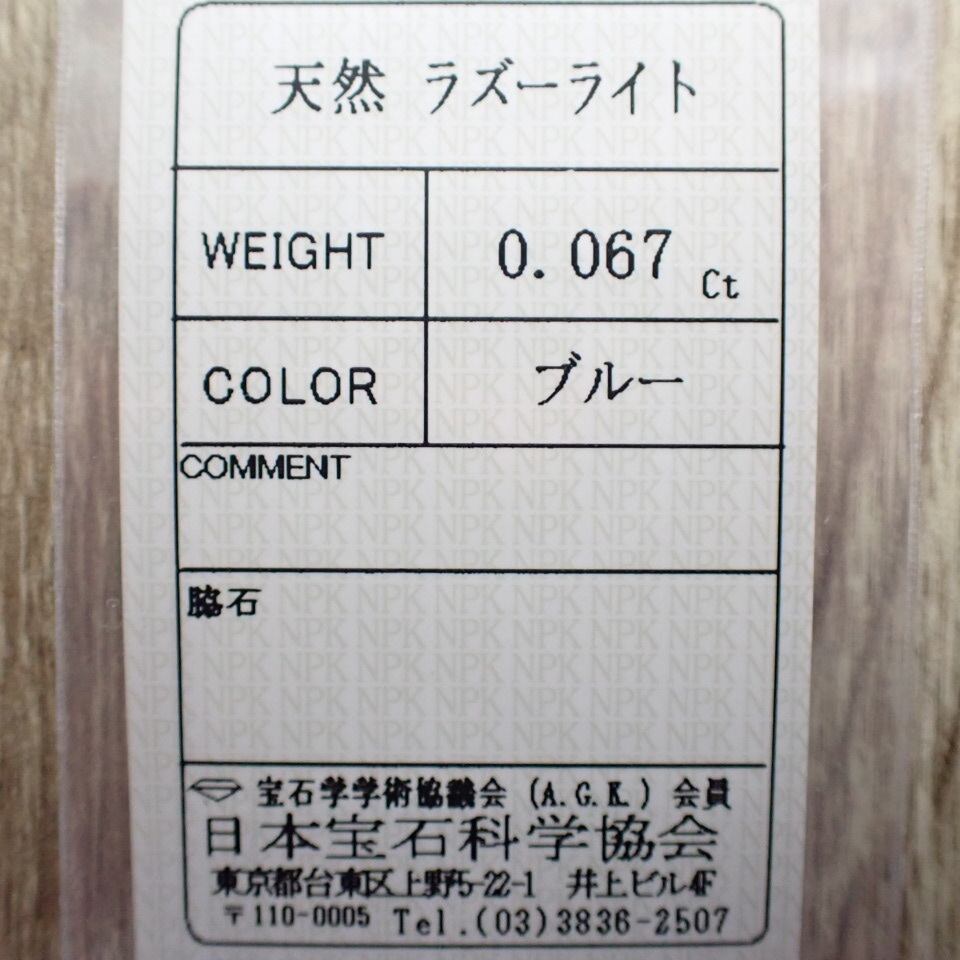 天然 ラズーライト
WEIGHT 0.067 Ct
COLOR ブルー
COMMENT
脇石
宝石学学術協議会 (A.G.K.) 会員
日本宝石科学協会
東京都台東区上野5-22-1 井上ビル4F
〒110-0005 Tel.(03)3836-2507